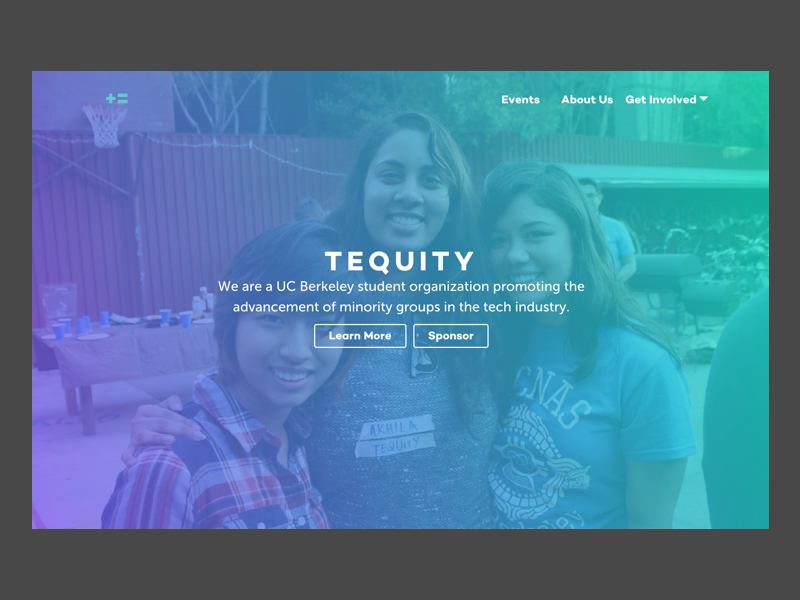 +=
Events About Us Get Involved
TEQUITY
We are a UC Berkeley student organization promoting the
advancement of minority groups in the tech industry.
Learn More Sponsor
AKHILA
TEQUITY
CNAS